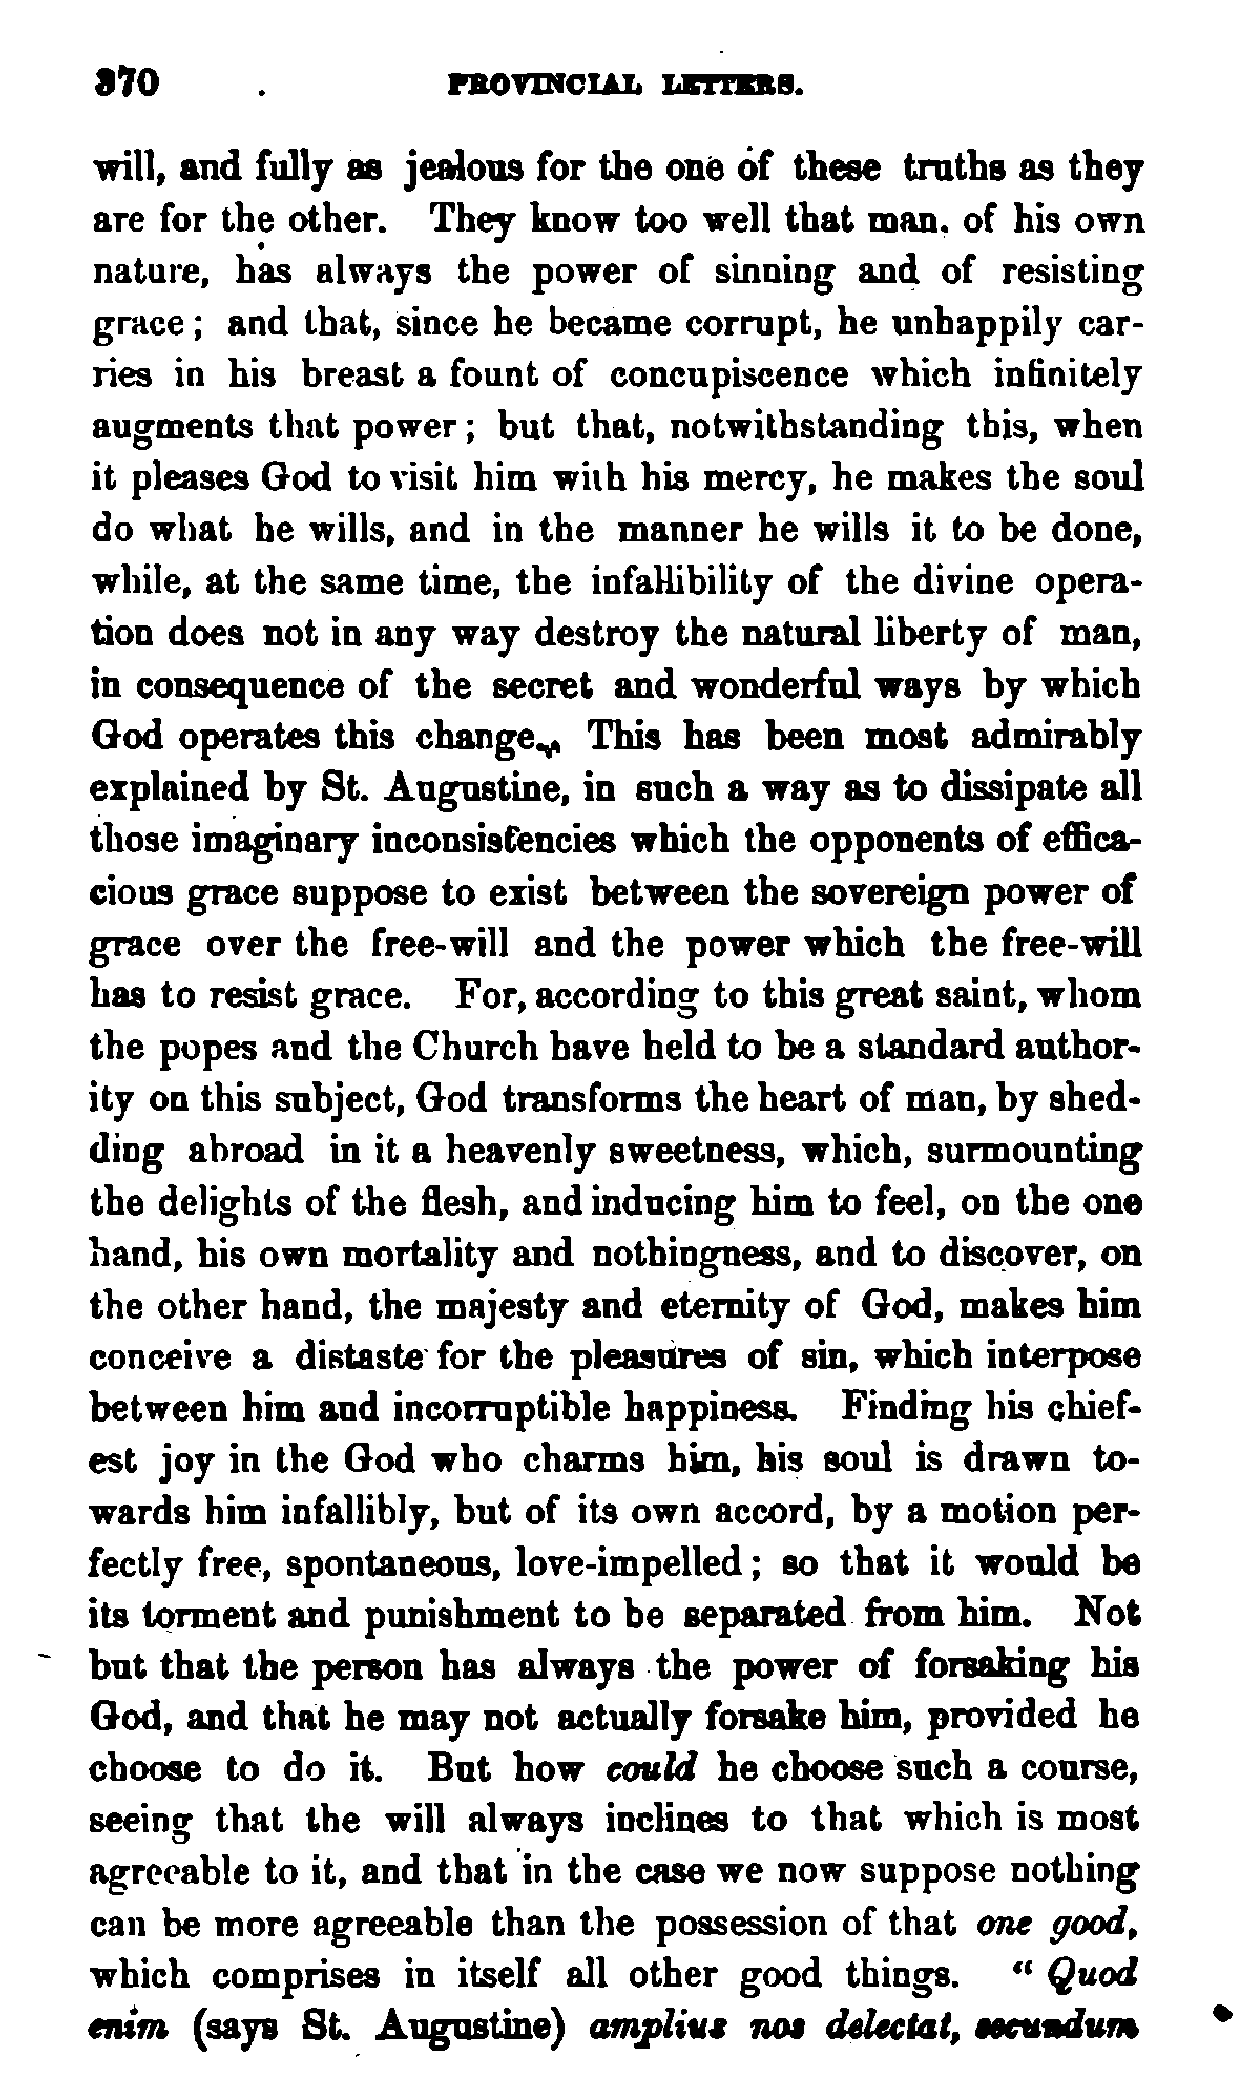 370 PROVINCIAL LETTERS.
will, and fully as jealous for the one of these truths as they
are for the other. They know too well that man, of his own
nature, has always the power of sinning and of resisting
grace; and that, since he became corrupt, he unhappily car-
ries in his breast a fount of concupiscence which infinitely
augments that power; but that, notwithstanding this, when
it pleases God to visit him with his mercy, he makes the soul
do what he wills, and in the manner he wills it to be done,
while, at the same time, the infallibility of the divine opera-
tion does not in any way destroy the natural liberty of man,
in consequence of the secret and wonderful ways by which
God operates this change. This has been most admirably
explained by St. Augustine, in such a way as to dissipate all
those imaginary inconsistencies which the opponents of effica-
cious grace suppose to exist between the sovereign power of
grace over the free-will and the power which the free-will
has to resist grace. For, according to this great saint, whom
the popes and the Church have held to be a standard author-
ity on this subject, God transforms the heart of man, by shed-
ding abroad in it a heavenly sweetness, which, surmounting
the delights of the flesh, and inducing him to feel, on the one
hand, his own mortality and nothingness, and to discover, on
the other hand, the majesty and eternity of God, makes him
conceive a distaste for the pleasures of sin, which interpose
between him and incorruptible happiness. Finding his chief-
est joy in the God who charms him, his soul is drawn to-
wards him infallibly, but of its own accord, by a motion per-
fectly free, spontaneous, love-impelled; so that it would be
its torment and punishment to be separated from him. Not
but that the person has always the power of forsaking his
God, and that he may not actually forsake him, provided he
choose to do it. But how could he choose such a course,
seeing that the will always inclines to that which is most
agreeable to it, and that in the case we now suppose nothing
can be more agreeable than the possession of that one good,
which comprises in itself all other good things. "Quod
enim (says St. Augustine) amplius nos delectat, secundum